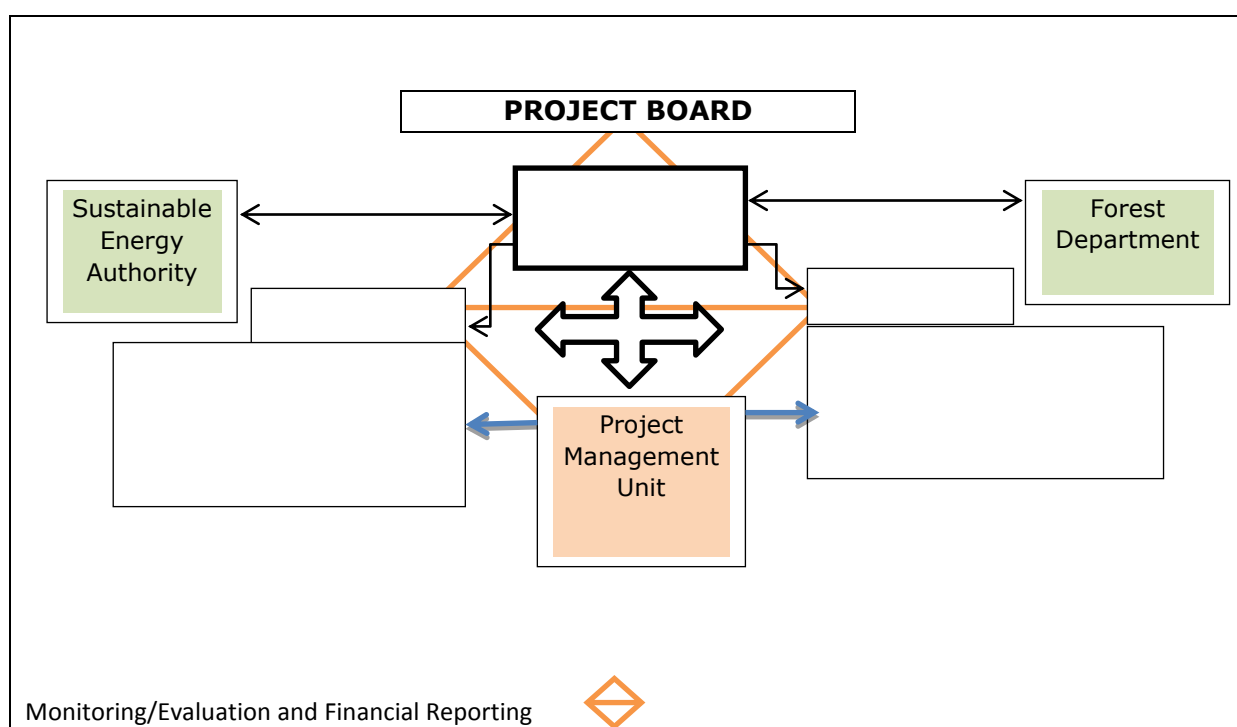 PROJECT BOARD
Sustainable
Energy
Authority
Forest
Department
Project
Management
Unit
Monitoring/Evaluation and Financial Reporting